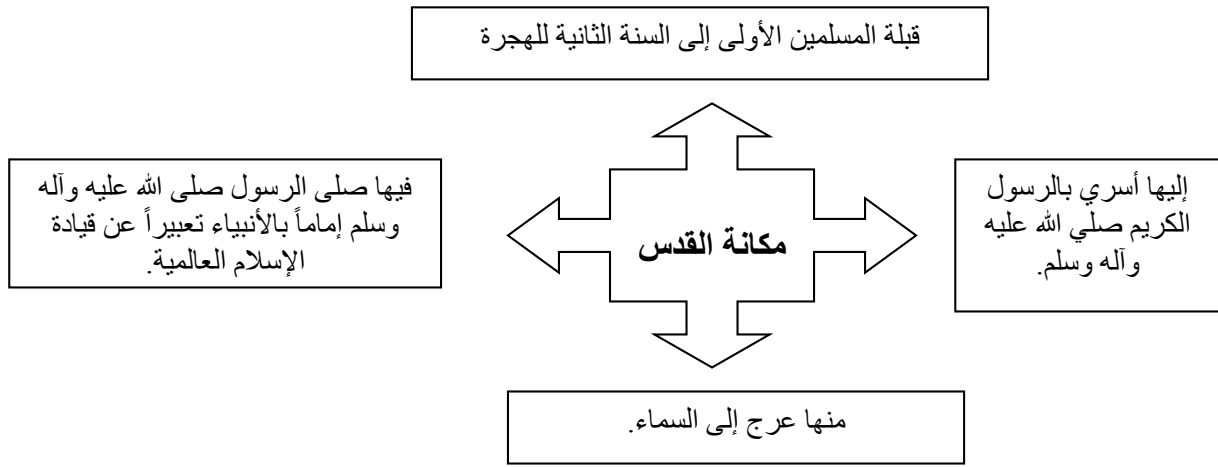 قبلة المسلمين الأولى إلى السنة الثانية للهجرة
إليها أسري بالرسول
الكريم صلي الله عليه
وآله وسلم.
مكانة القدس
فيها صلى الرسول صلى الله عليه وآله
وسلم إماماً بالأنبياء تعبيراً عن قيادة
الإسلام العالمية.
منها عرج إلى السماء.